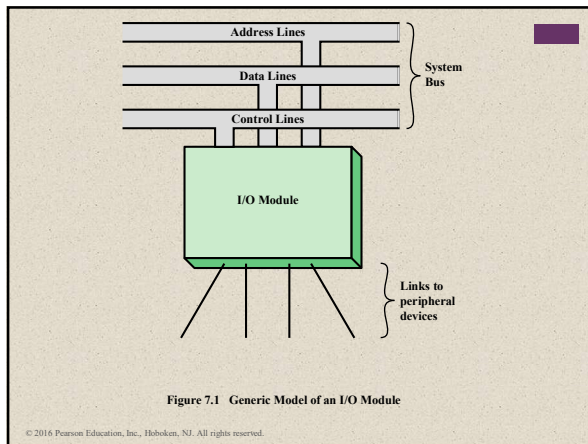 Address Lines
System
Bus
Data Lines
Control Lines
I/O Module
Links to
peripheral
devices
Figure 7.1 Generic Model of an I/O Module
© 2016 Pearson Education, Inc., Hoboken, NJ. All rights reserved.